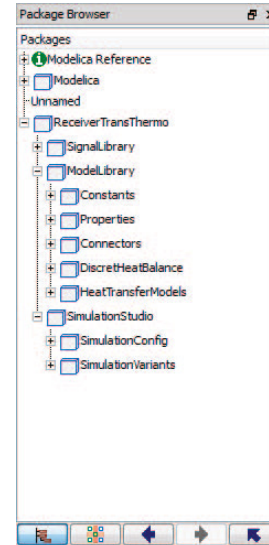 Package Browser
Packages
Modelica Reference
Modelica
Unnamed
ReceiverTransThermo
SignalLibrary
ModelLibrary
Constants
Properties
Connectors
DiscretHeatBalance
HeatTransferModels
SimulationStudio
SimulationConfig
SimulationVariants